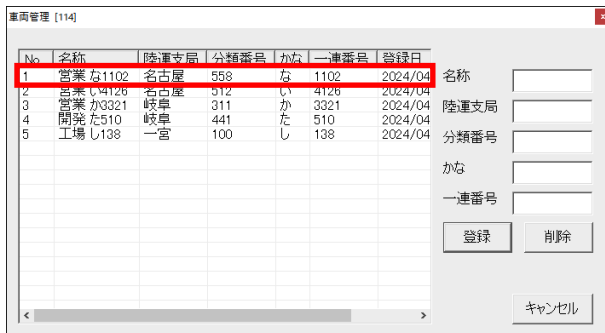 車両管理 [114]
No 名称 陸運支局 分類番号 かな 一連番号 登録日
1 営業 な1102 名古屋 558 な 1102 2024/04
2 営業 い4126 名古屋 512 い 4126 2024/04
3 営業 か3321 岐阜 311 か 3321 2024/04
4 開発 た510 岐阜 441 た 510 2024/04
5 工場 し138 一宮 100 し 138 2024/04
名称
陸運支局
分類番号
かな
一連番号
登録 削除
キャンセル